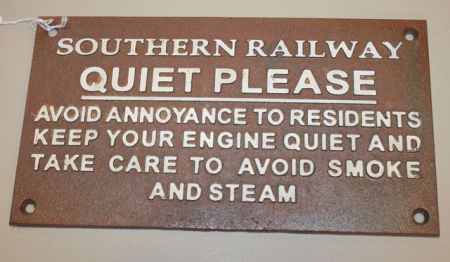 SOUTHERN RAILWAY
QUIET PLEASE
AVOID ANNOYANCE TO RESIDENTS
KEEP YOUR ENGINE QUIET AND
TAKE CARE TO AVOID SMOKE
AND STEAM